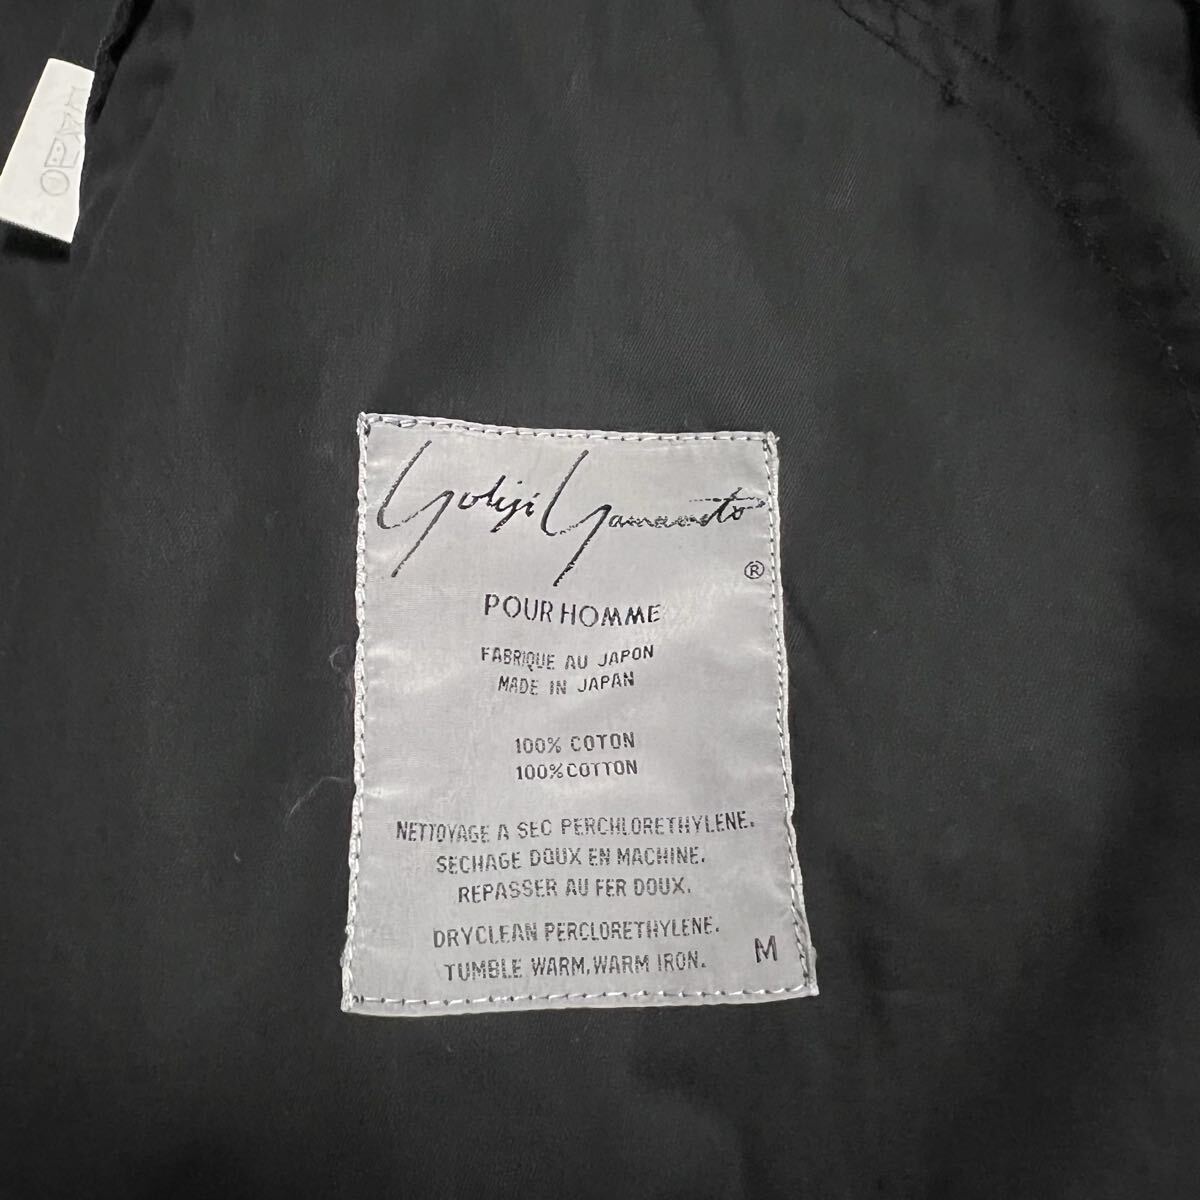 Yohji Yamamoto
®
POUR HOMME
FABRIQUE AU JAPON
MADE IN JAPAN
100% COTON
100% COTTON
NETTOYAGE A SEC PERCHLORETHYLENE.
SECHAGE DOUX EN MACHINE.
REPASSER AU FER DOUX.
DRYCLEAN PERCLORETHYLENE.
TUMBLE WARM, WARM IRON.
M